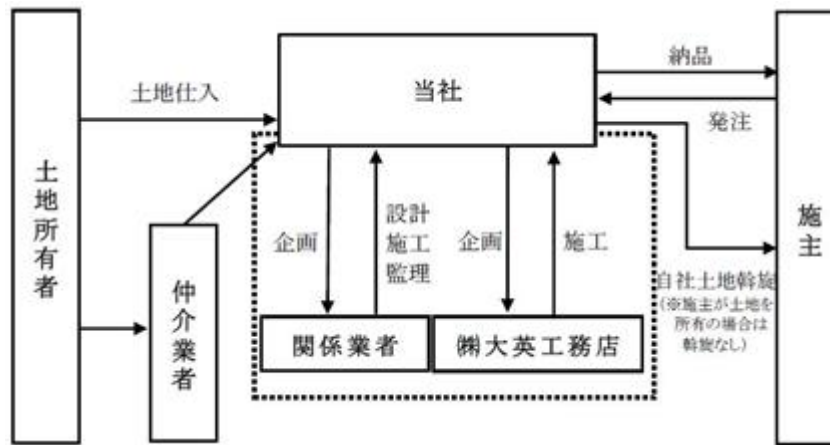 土地所有者
土地仕入
仲介業者
当社
企画
設計
施工
監理
企画
施工
関係業者
㈱大英工務店
納品
発注
自社土地斡旋
(※施主が土地を
所有の場合は
斡旋なし)
施主